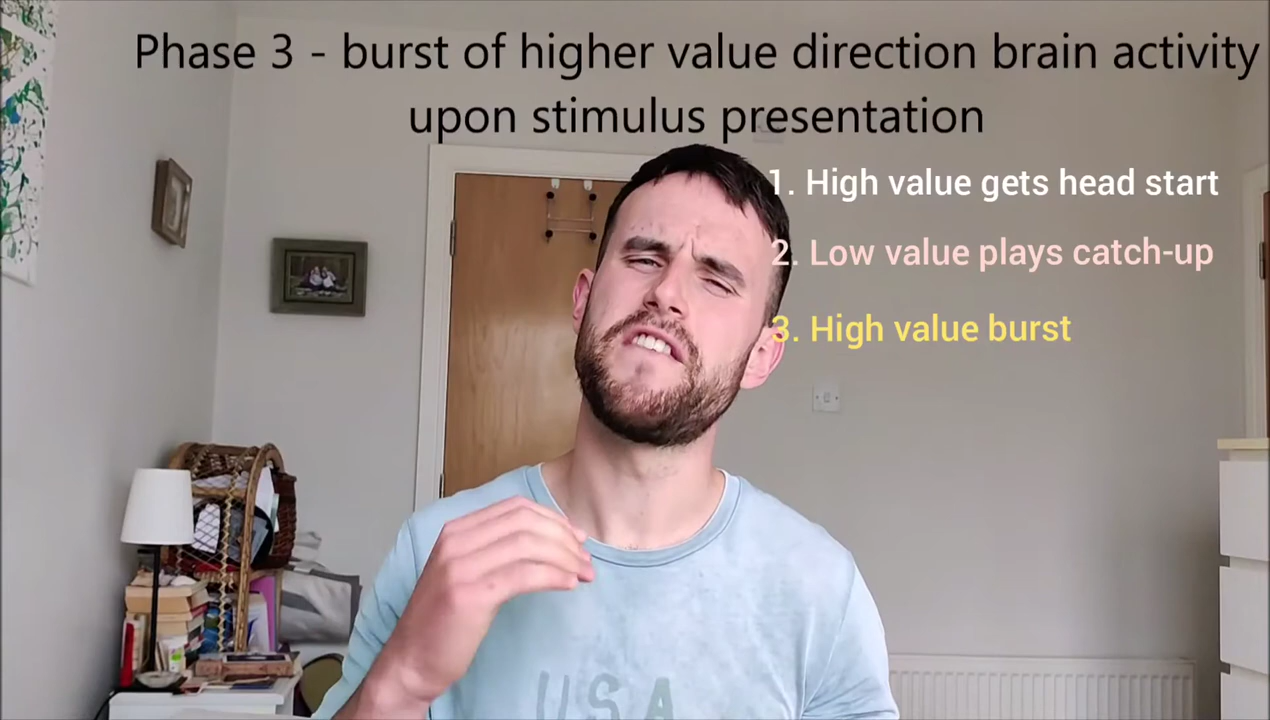 Phase 3 - burst of higher value direction brain activity
upon stimulus presentation
1. High value gets head start
2. Low value plays catch-up
3. High value burst
USA